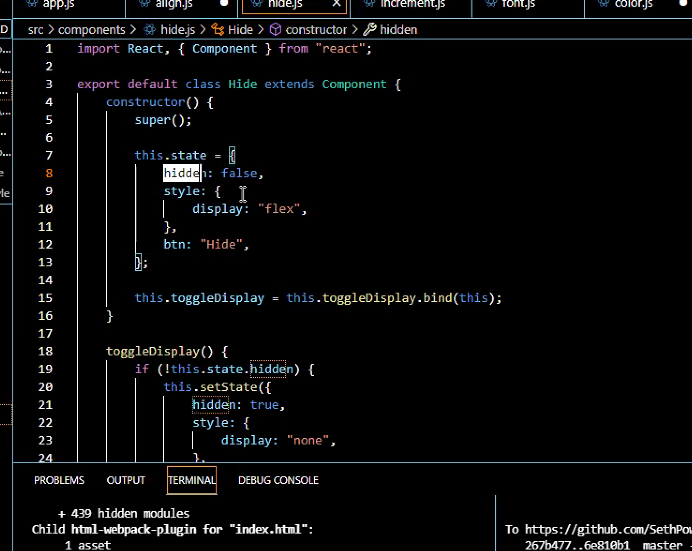 app.js align.js hide.js X increment.js font.js color.js
src > components > hide.js > Hide > constructor > hidden
1 import React, { Component } from "react";
2
3 export default class Hide extends Component {
4 constructor() {
5 super();
6
7 this.state = {
8 hidden: false,
9 style: {
10 display: "flex",
11 },
12 btn: "Hide",
13 };
14
15 this.toggleDisplay = this.toggleDisplay.bind(this);
16 }
17
18 toggleDisplay() {
19 if (!this.state.hidden) {
20 this.setState({
21 hidden: true,
22 style: {
23 display: "none",
24 },
PROBLEMS OUTPUT TERMINAL DEBUG CONSOLE
+ 439 hidden modules
Child html-webpack-plugin for "index.html":
1 asset
To https://github.com/SethPow
267b477..6e810b1 master